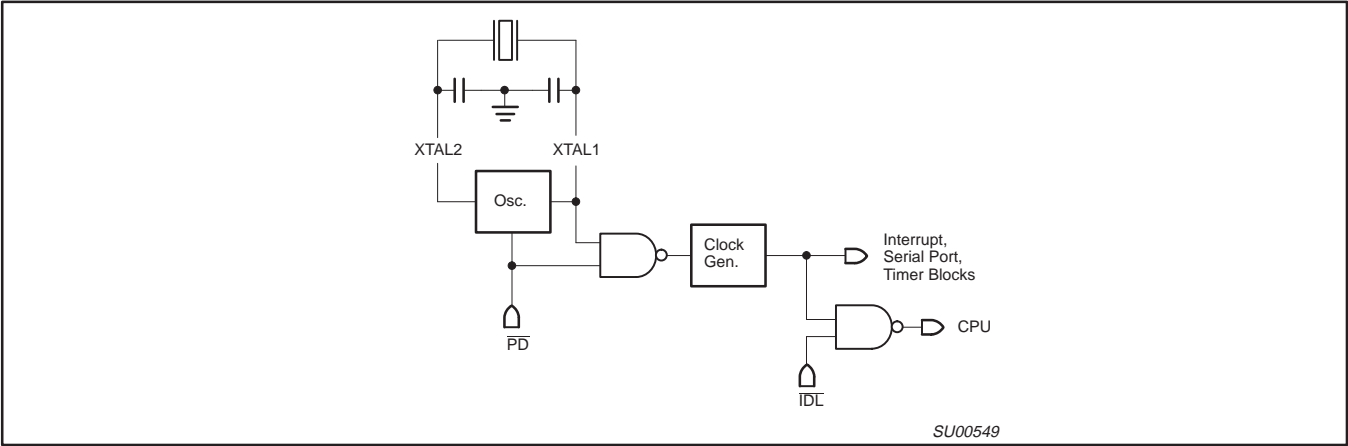 XTAL2
XTAL1
Osc.
Clock
Gen.
Interrupt,
Serial Port,
Timer Blocks
CPU
PD
IDL
SU00549